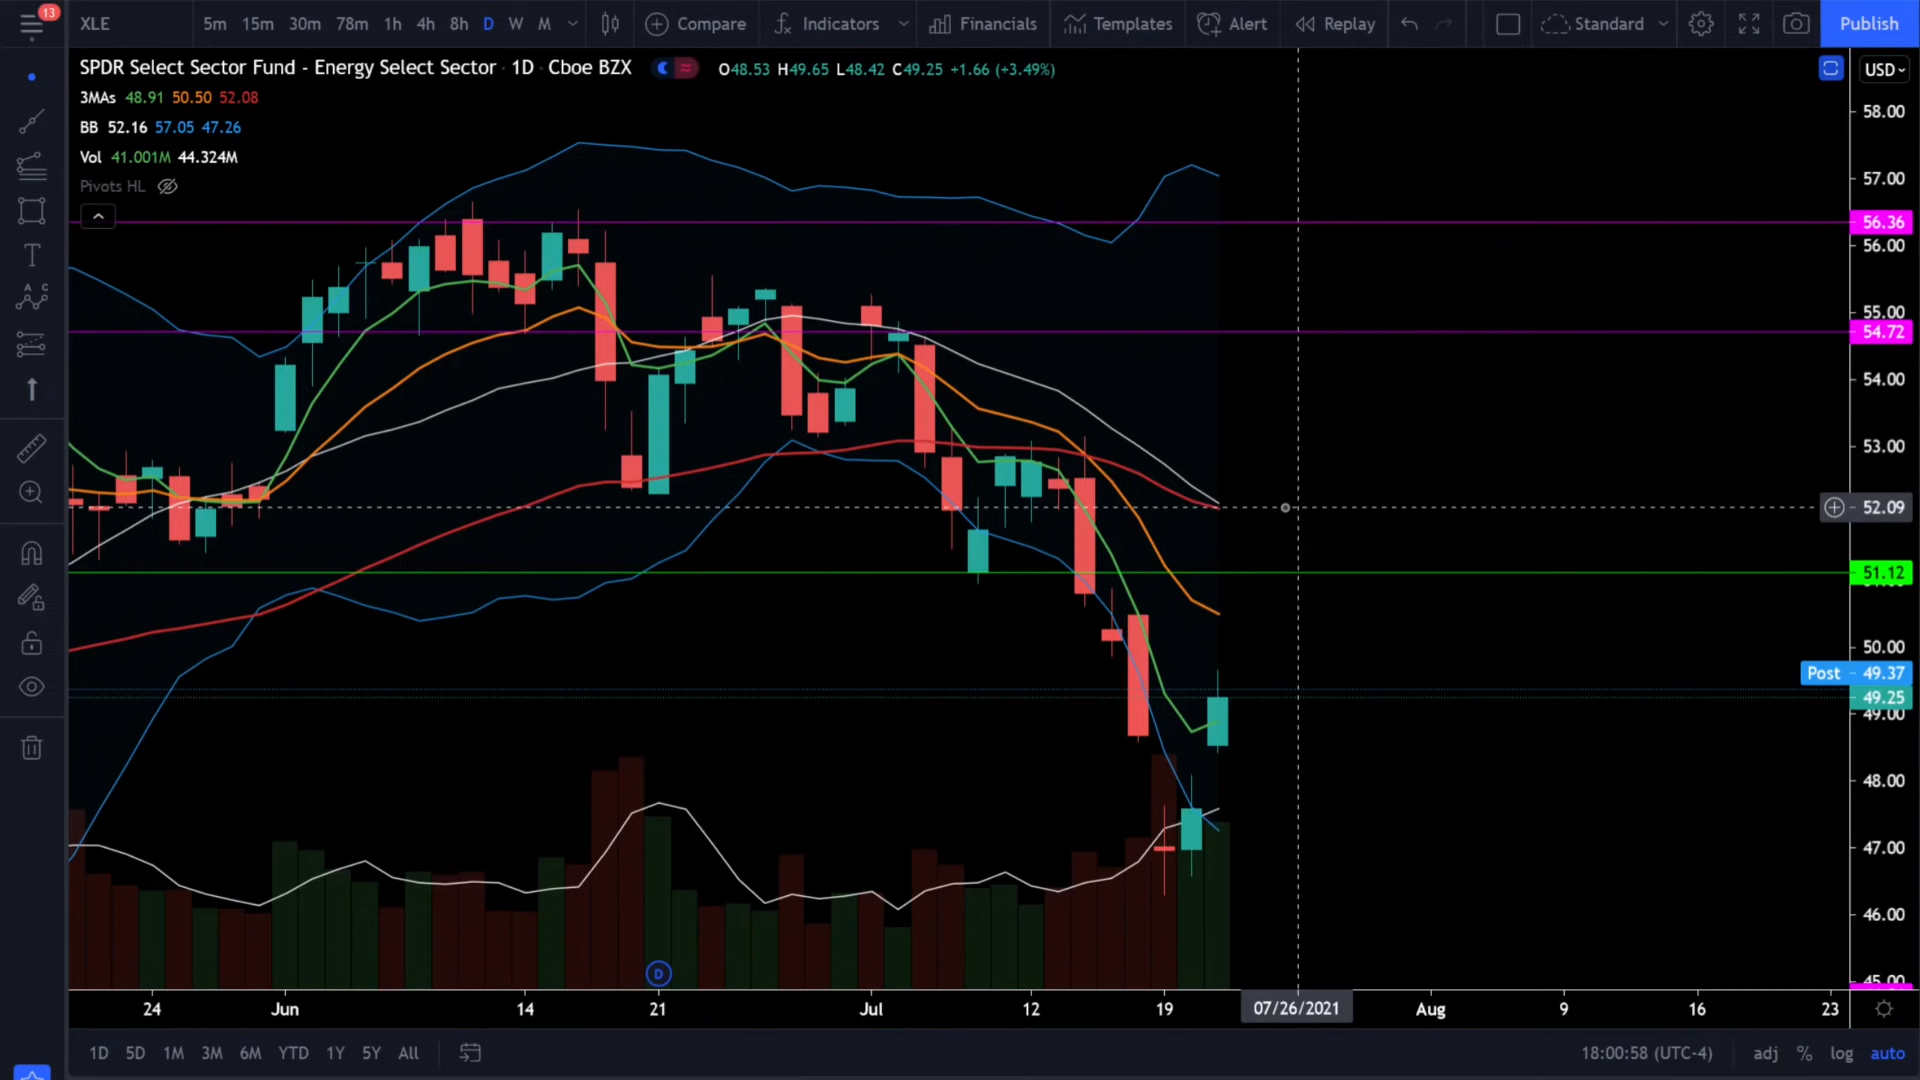 13
XLE
5m 15m 30m 78m 1h 4h 8h D W M
Compare
Indicators
Financials
Templates
Alert
Replay
Standard
Publish
SPDR Select Sector Fund - Energy Select Sector · 1D · Cboe BZX
O48.53 H49.65 L48.42 C49.25 +1.66 (+3.49%)
USD
3MAs 48.91 50.50 52.08
BB 52.16 57.05 47.26
Vol 41.001M 44.324M
Pivots HL
58.00
57.00
56.36
56.00
55.00
54.72
54.00
53.00
52.09
51.12
50.00
Post 49.37
49.25
49.00
48.00
47.00
46.00
45.00
D
24 Jun 14 21 Jul 12 19 07/26/2021 Aug 9 16 23
1D 5D 1M 3M 6M YTD 1Y 5Y All
18:00:58 (UTC-4)
adj % log auto